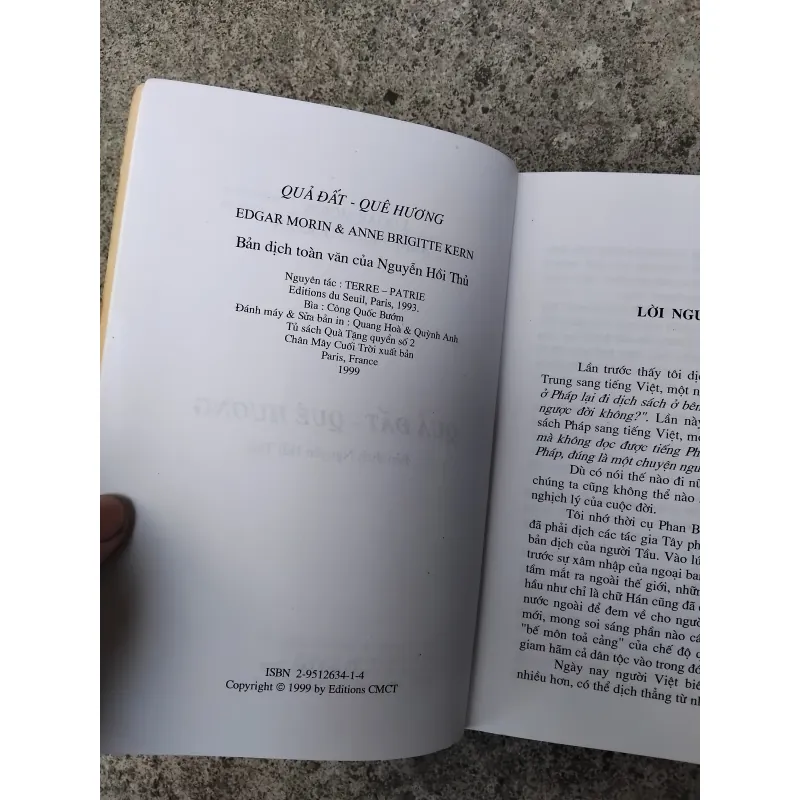 QUẢ ĐẤT - QUÊ HƯƠNG
EDGAR MORIN & ANNE BRIGITTE KERN
Bản dịch toàn văn của Nguyễn Hồi Thủ
Nguyên tác : TERRE – PATRIE
Editions du Seuil, Paris, 1993.
Bìa : Công Quốc Bướm
Đánh máy & Sửa bản in : Quang Hoà & Quỳnh Anh
Tủ sách Quà Tặng quyển số 2
Chân Mây Cuối Trời xuất bản
Paris, France
1999
ISBN 2-9512634-1-4
Copyright © 1999 by Editions CMCT
LỜI NGƯ
Lần trước thấy tôi dịc
Trung sang tiếng Việt, một n
ở Pháp lại đi dịch sách ở bên
ngược đời không?". Lần này
sách Pháp sang tiếng Việt, mo
mà không đọc được tiếng Ph
Pháp, đúng là một chuyện ngư
Dù có nói thế nào đi nữ
chúng ta cũng không thể nào
nghịch lý của cuộc đời.
Tôi nhớ thời cụ Phan B
đã phải dịch các tác gia Tây ph
bản dịch của người Tầu. Vào lú
trước sự xâm nhập của ngoại ban
tầm mắt ra ngoài thế giới, nhữn
hầu như chỉ là chữ Hán cũng đã c
nước ngoài để đem về cho ngườ
mới, mong soi sáng phần nào cả
"bế môn toả cảng" của chế độ c
giam hãm cả dân tộc vào trong đó
Ngày nay người Việt biế
nhiều hơn, có thể dịch thẳng từ nh